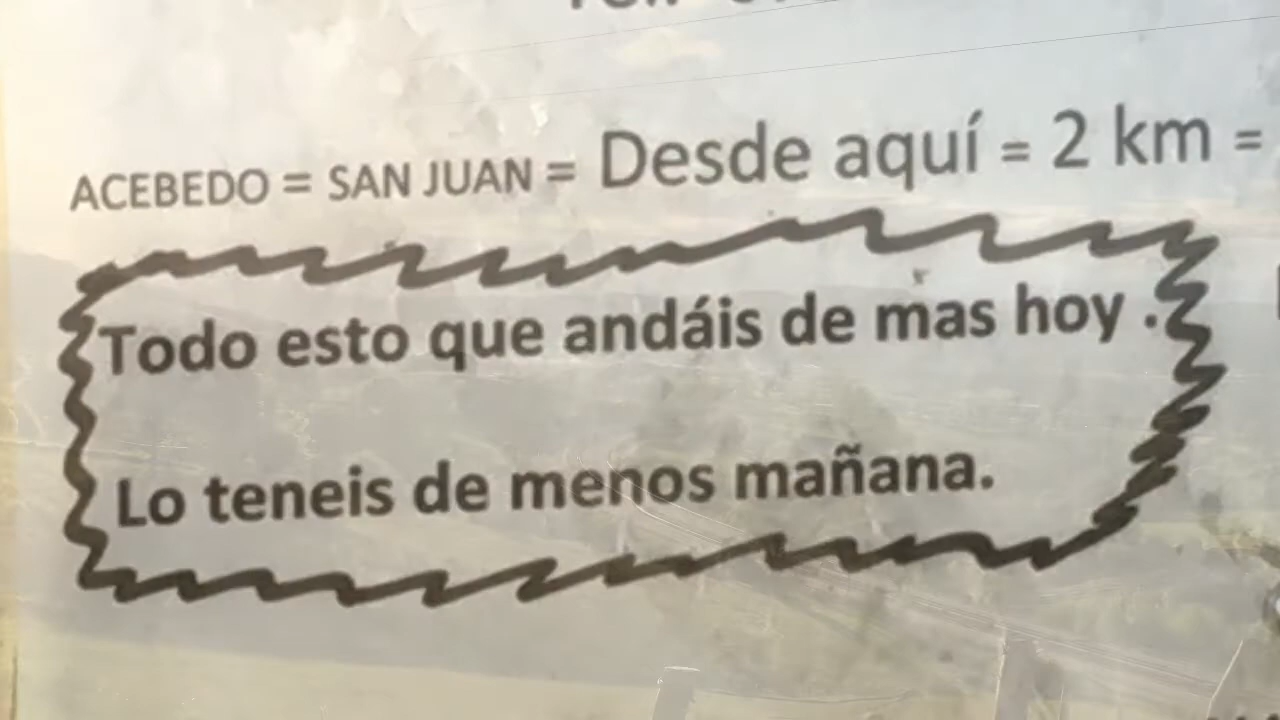 ACEBEDO = SAN JUAN = Desde aquí = 2 km =
Todo esto que andáis de mas hoy .
Lo teneis de menos mañana.